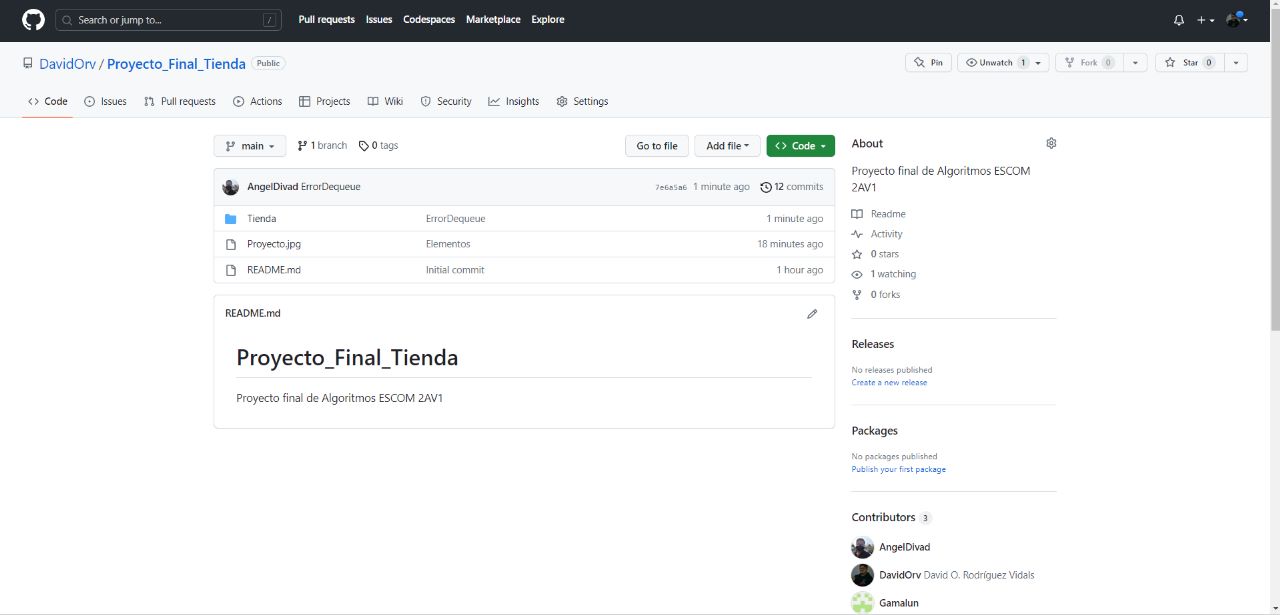 Search or jump to... / Pull requests Issues Codespaces Marketplace Explore
DavidOrv / Proyecto_Final_Tienda Public Pin Unwatch 1 Fork 0 Star 0
Code Issues Pull requests Actions Projects Wiki Security Insights Settings
main 1 branch 0 tags Go to file Add file Code
AngelDivad ErrorDequeue 7e6a5a6 1 minute ago 12 commits
Tienda ErrorDequeue 1 minute ago
Proyecto.jpg Elementos 18 minutes ago
README.md Initial commit 1 hour ago
README.md
Proyecto_Final_Tienda
Proyecto final de Algoritmos ESCOM 2AV1
About
Proyecto final de Algoritmos ESCOM
2AV1
Readme
Activity
0 stars
1 watching
0 forks
Releases
No releases published
Create a new release
Packages
No packages published
Publish your first package
Contributors 3
AngelDivad
DavidOrv David O. Rodríguez Vidals
Gamalun